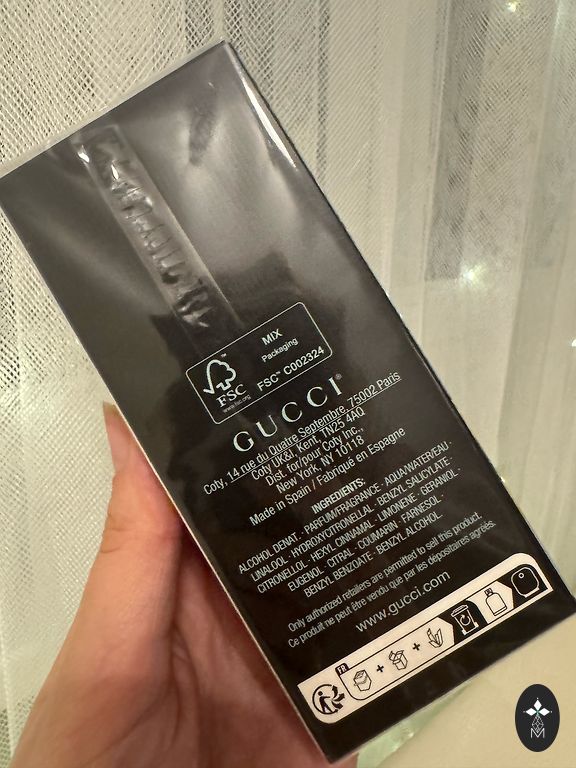 MIX
Packaging
FSC™ C002324
FSC
www.fsc.org
GUCCI®
Coty, 14 rue du Quatre Septembre, 75002 Paris
Coty UK&I, Kent, TN25 4AQ
Dist. for/pour Coty Inc.,
New York, NY 10118
Made in Spain / Fabriqué en Espagne
INGREDIENTS:
ALCOHOL DENAT. · PARFUM/FRAGRANCE · AQUA/WATER/EAU ·
LINALOOL · HYDROXYCITRONELLAL · BENZYL SALICYLATE ·
CITRONELLOL · HEXYL CINNAMAL · LIMONENE · GERANIOL ·
EUGENOL · CITRAL · COUMARIN · FARNESOL ·
BENZYL BENZOATE · BENZYL ALCOHOL.
Only authorized retailers are permitted to sell this product.
Ce produit ne peut être vendu que par les dépositaires agréés.
www.gucci.com
FR
+ +
M